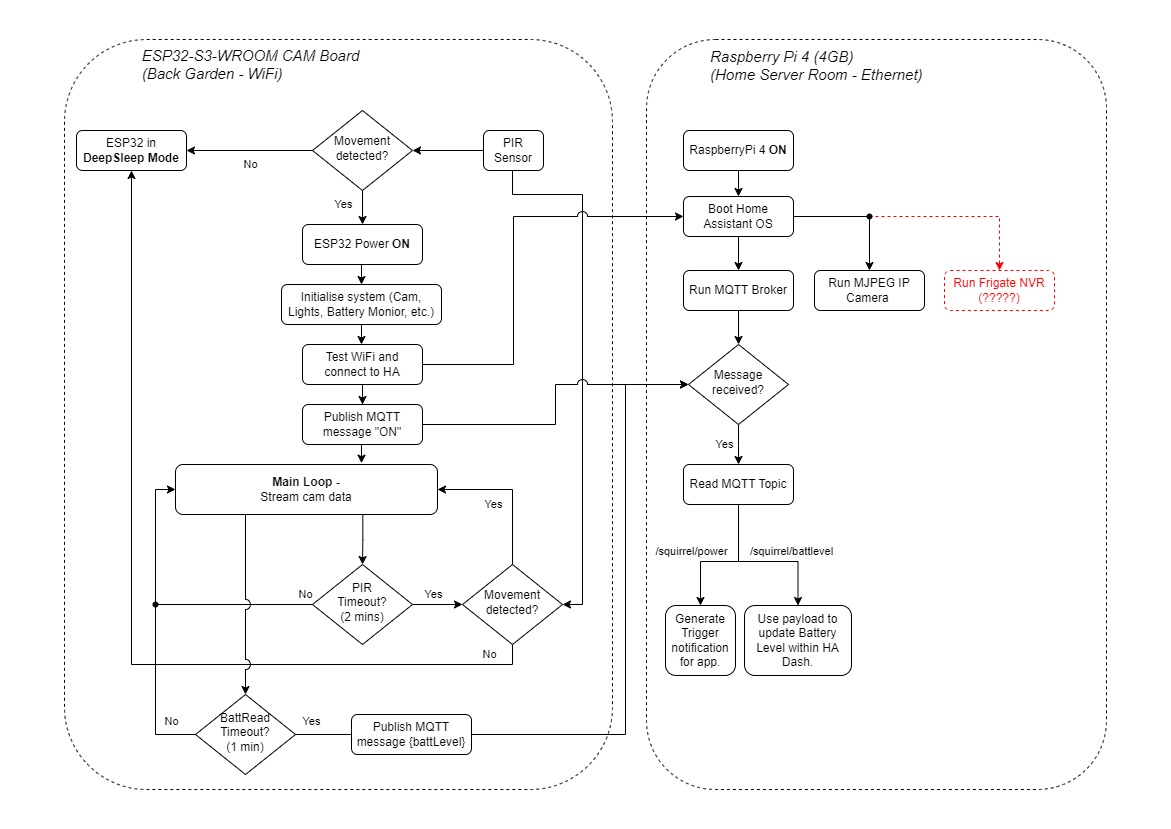 ESP32-S3-WROOM CAM Board
(Back Garden - WiFi)
ESP32 in
DeepSleep Mode
No
Movement
detected?
PIR
Sensor
Yes
ESP32 Power ON
Initialise system (Cam,
Lights, Battery Monior, etc.)
Test WiFi and
connect to HA
Publish MQTT
message "ON"
Main Loop -
Stream cam data
Yes
No
PIR
Timeout?
(2 mins)
Yes
Movement
detected?
No
No
BattRead
Timeout?
(1 min)
Yes
Publish MQTT
message {battLevel}
Raspberry Pi 4 (4GB)
(Home Server Room - Ethernet)
RaspberryPi 4 ON
Boot Home
Assistant OS
Run MQTT Broker
Run MJPEG IP
Camera
Run Frigate NVR
(?????)
Message
received?
Yes
Read MQTT Topic
/squirrel/power
/squirrel/battlevel
Generate
Trigger
notification
for app.
Use payload to
update Battery
Level within HA
Dash.